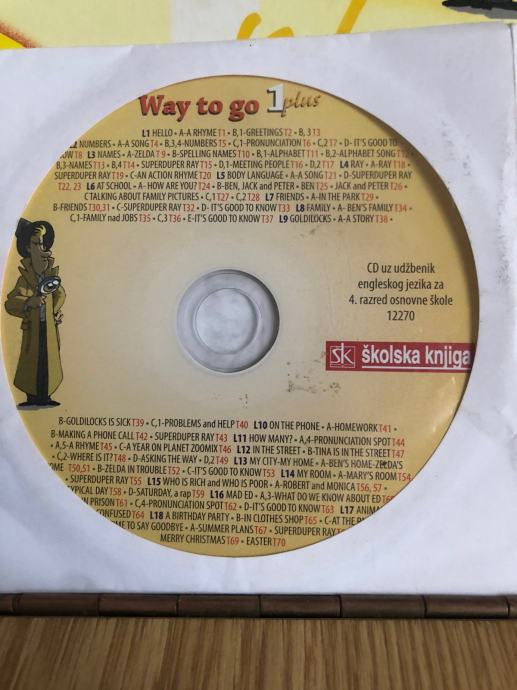 Way to go 1 plus
L1 HELLO • A-A RHYME T1 • B,1-GREETINGS T2 • B, 3 T3
NUMBERS • A-A SONG T4 • B,3,4-NUMBERS T5 • C,1-PRONUNCIATION T6 • C,2 T7 • D- IT'S GOOD TO
T8 L3 NAMES • A-ZELDA T9 • B-SPELLING NAMES T10 • B,1-ALPHABET T11 • B,2-ALPHABET SONG T12
B,3-NAMES T13 • B,4 T14 • SUPERDUPER RAY T15 • D,1-MEETING PEOPLE T16 • D,2 T17 L4 RAY • A-RAY T18
SUPERDUPER RAY T19 • C-AN ACTION RHYME T20 L5 BODY LANGUAGE • A-A SONG T21 • D-SUPERDUPER RAY
T22, 23 L6 AT SCHOOL • A- HOW ARE YOU? T24 • B-BEN, JACK and PETER • BEN T25 • JACK and PETER T26 •
C TALKING ABOUT FAMILY PICTURES • C,1 T27 • C,2 T28 L7 FRIENDS • A-IN THE PARK T29 •
B-FRIENDS T30,31 • C-SUPERDUPER RAY T32 • D- IT'S GOOD TO KNOW T33 L8 FAMILY • A- BEN'S FAMILY T34 •
C,1-FAMILY nad JOBS T35 • C,3 T36 • E-IT'S GOOD TO KNOW T37 L9 GOLDILOCKS • A-A STORY T38 •
CD uz udžbenik
engleskog jezika za
4. razred osnovne škole
12270
sk školska knjiga
B-GOLDILOCKS IS SICK T39 • C,1-PROBLEMS and HELP T40 L10 ON THE PHONE • A-HOMEWORK T41 •
B-MAKING A PHONE CALL T42 • SUPERDUPER RAY T43 L11 HOW MANY? • A,4-PRONUNCIATION SPOT T44
A,5-A RHYME T45 • C-A YEAR ON PLANET ZOOMIX T46 L12 IN THE STREET • B-TINA IS IN THE STREET T47
C,2-WHERE IS IT? T48 • D-ASKING THE WAY • D,2 T49 L13 MY CITY-MY HOME • A-BEN'S HOME-ZELDA'S
T50,51 • B-ZELDA IN TROUBLE T52 • C-IT'S GOOD TO KNOW T53 L14 MY ROOM • A-MARY'S ROOM T54
SUPERDUPER RAY T55 L15 WHO IS RICH and WHO IS POOR • A-ROBERT and MONICA T56, 57 •
TYPICAL DAY T58 • D-SATURDAY, a rap T59 L16 MAD ED • A,3-WHAT DO WE KNOW ABOUT ED
IN PRISON T61 • C,4-PRONUNCIATION SPOT T62 • D-IT'S GOOD TO KNOW T63 L17
T64 L18 A BIRTHDAY PARTY • B-IN CLOTHES SHOP T65 • C-AT THE
TO SAY GOODBYE • A-SUMMER PLANS T67 • SUPERDUPER RAY
MERRY CHRISTMAS T69 • EASTER T70